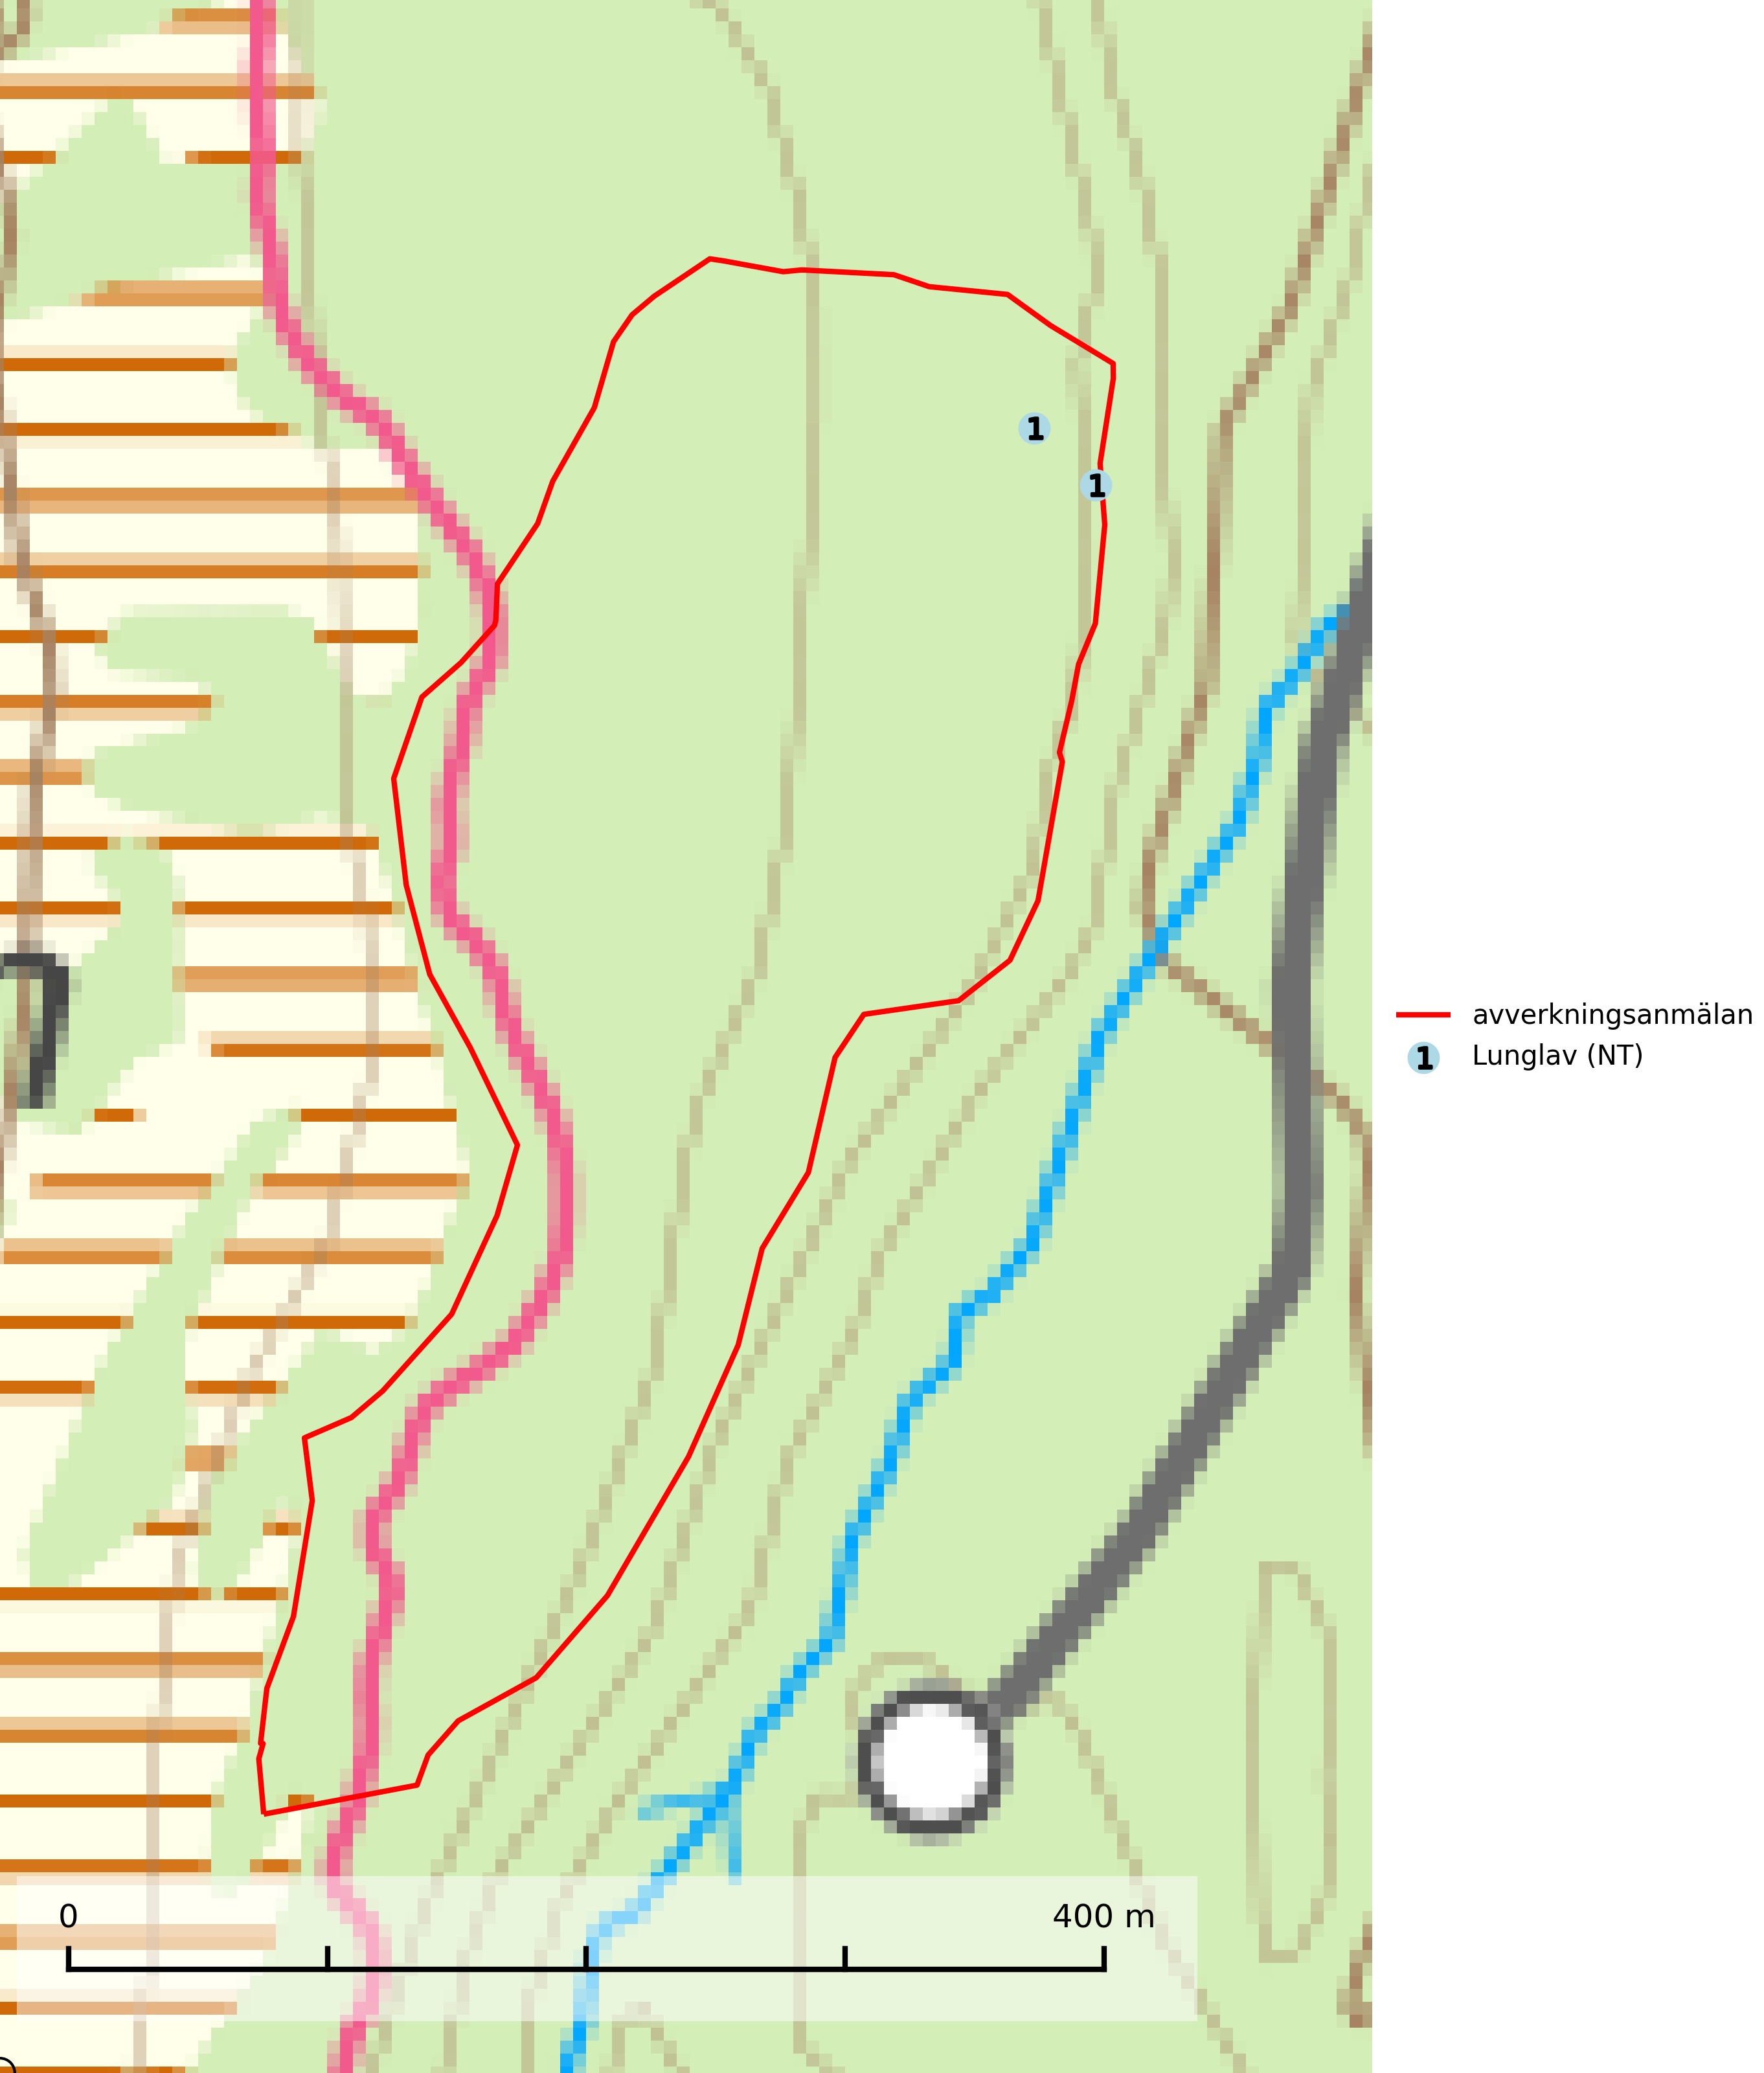 1
1
avverkningsanmälan
1 Lunglav (NT)
0 400 m